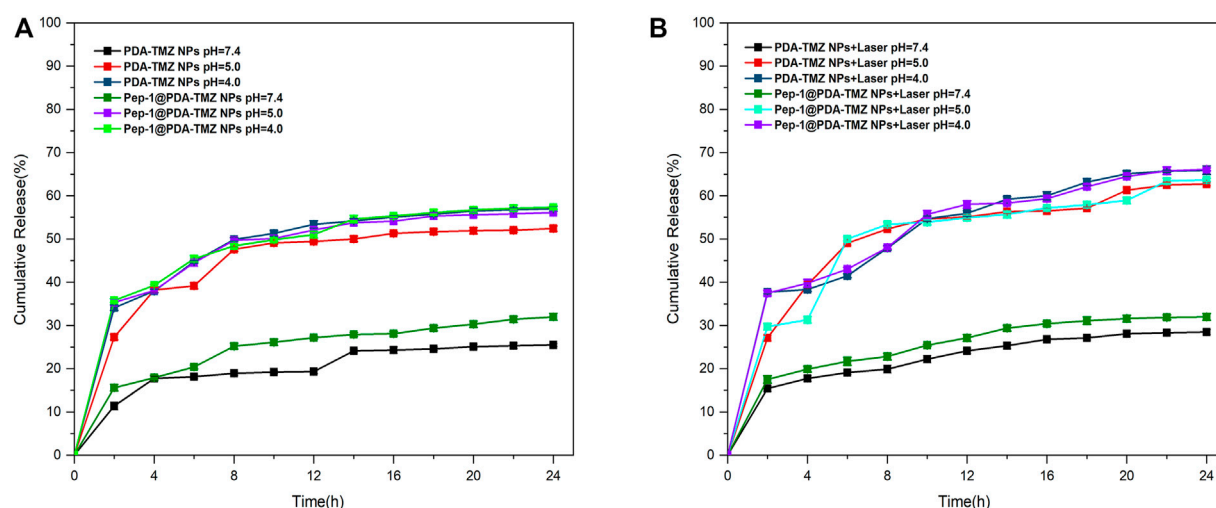 A
PDA-TMZ NPs pH=7.4
PDA-TMZ NPs pH=5.0
PDA-TMZ NPs pH=4.0
Pep-1@PDA-TMZ NPs pH=7.4
Pep-1@PDA-TMZ NPs pH=5.0
Pep-1@PDA-TMZ NPs pH=4.0
Cumulative Release(%)
100
90
80
70
60
50
40
30
20
10
0
0 4 8 12 16 20 24
Time(h)
B
PDA-TMZ NPs+Laser pH=7.4
PDA-TMZ NPs+Laser pH=5.0
PDA-TMZ NPs+Laser pH=4.0
Pep-1@PDA-TMZ NPs+Laser pH=7.4
Pep-1@PDA-TMZ NPs+Laser pH=5.0
Pep-1@PDA-TMZ NPs+Laser pH=4.0
Cumulative Release(%)
100
90
80
70
60
50
40
30
20
10
0
0 4 8 12 16 20 24
Time(h)